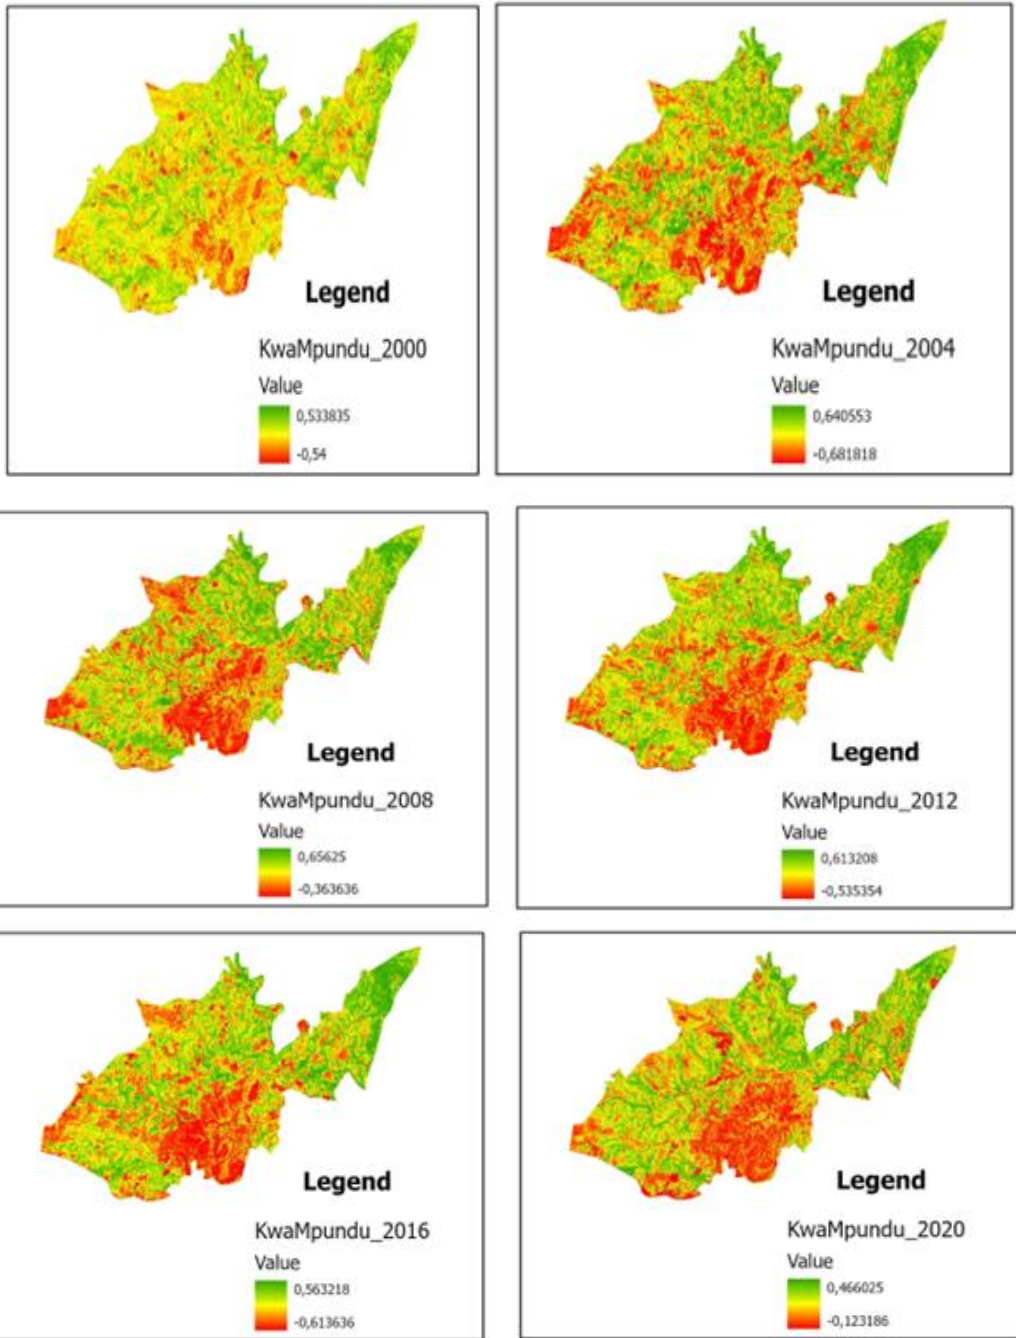 Legend
KwaMpundu_2000
Value
0,533835
-0,54
Legend
KwaMpundu_2004
Value
0,640553
-0,681818
Legend
KwaMpundu_2008
Value
0,65625
-0,363636
Legend
KwaMpundu_2012
Value
0,613208
-0,535354
Legend
KwaMpundu_2016
Value
0,563218
-0,613636
Legend
KwaMpundu_2020
Value
0,466025
-0,123186